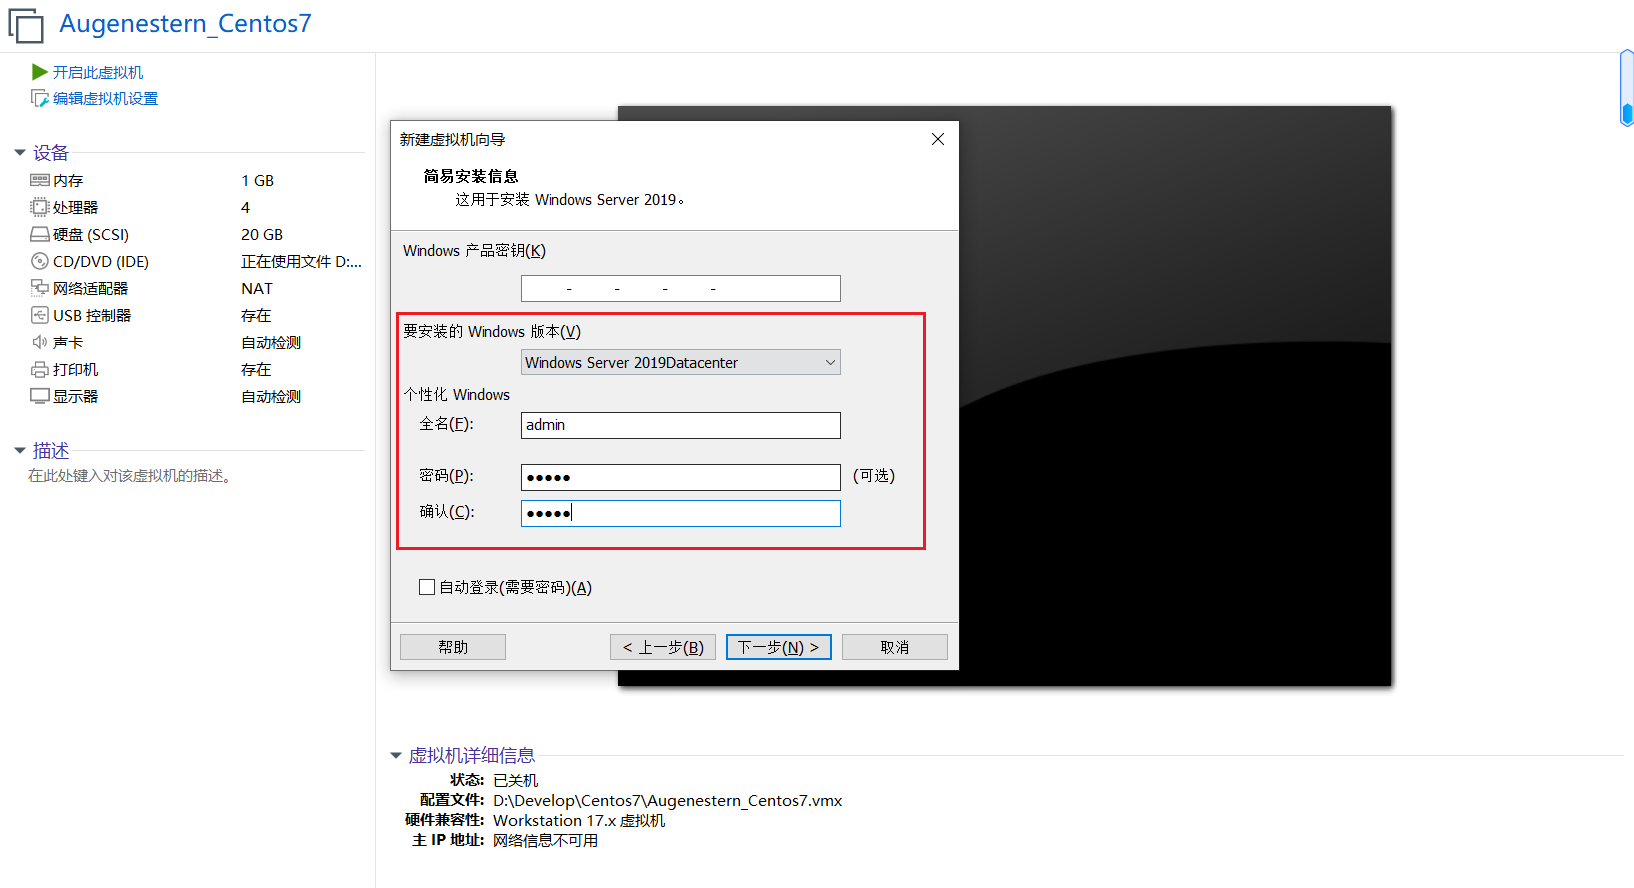 Augenestern_Centos7
开启此虚拟机
编辑虚拟机设置
设备
内存 1 GB
处理器 4
硬盘 (SCSI) 20 GB
CD/DVD (IDE) 正在使用文件 D:...
网络适配器 NAT
USB 控制器 存在
声卡 自动检测
打印机 存在
显示器 自动检测
描述
在此处键入对该虚拟机的描述。
新建虚拟机向导
简易安装信息
这用于安装 Windows Server 2019。
Windows 产品密钥(K)
- - - -
要安装的 Windows 版本(V)
Windows Server 2019Datacenter
个性化 Windows
全名(F): admin
密码(P): ●●●●● (可选)
确认(C): ●●●●●
自动登录(需要密码)(A)
帮助 < 上一步(B) 下一步(N) > 取消
虚拟机详细信息
状态: 已关机
配置文件: D:\Develop\Centos7\Augenestern_Centos7.vmx
硬件兼容性: Workstation 17.x 虚拟机
主 IP 地址: 网络信息不可用